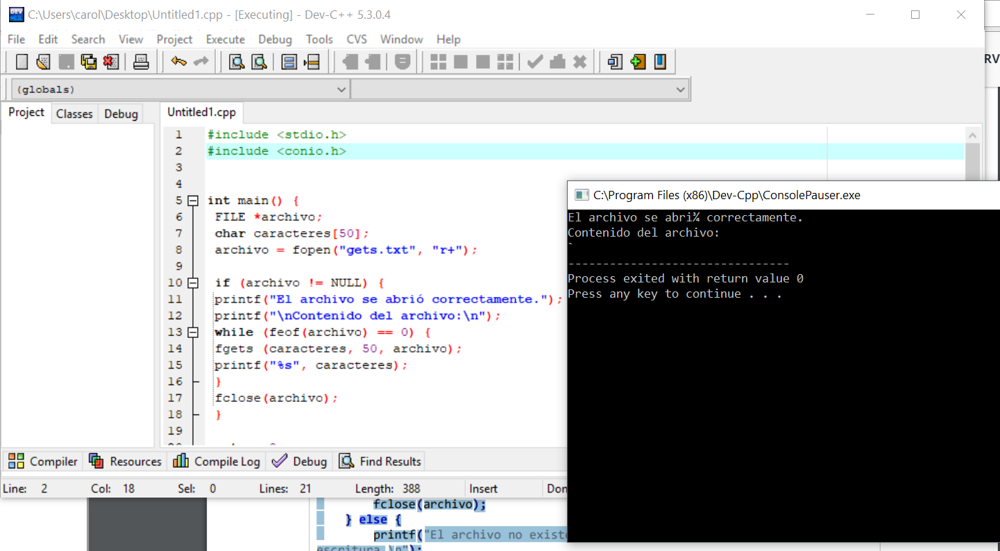 C:\Users\carol\Desktop\Untitled1.cpp - [Executing] - Dev-C++ 5.3.0.4
File Edit Search View Project Execute Debug Tools CVS Window Help
RV
(globals)
Project Classes Debug
Untitled1.cpp
1 #include <stdio.h>
2 #include <conio.h>
3
4
5 int main() {
6 FILE *archivo;
7 char caracteres[50];
8 archivo = fopen("gets.txt", "r+");
9
10 if (archivo != NULL) {
11 printf("El archivo se abrió correctamente.");
12 printf("\nContenido del archivo:\n");
13 while (feof(archivo) == 0) {
14 fgets (caracteres, 50, archivo);
15 printf("%s", caracteres);
16 }
17 fclose(archivo);
18 }
19
C:\Program Files (x86)\Dev-Cpp\ConsolePauser.exe
El archivo se abri¾ correctamente.
Contenido del archivo:
`
--------------------------------
Process exited with return value 0
Press any key to continue . . .
Compiler Resources Compile Log Debug Find Results
Line: 2 Col: 18 Sel: 0 Lines: 21 Length: 388 Insert Don
fclose(archivo);
} else {
printf("El archivo no exist
escritura \n");